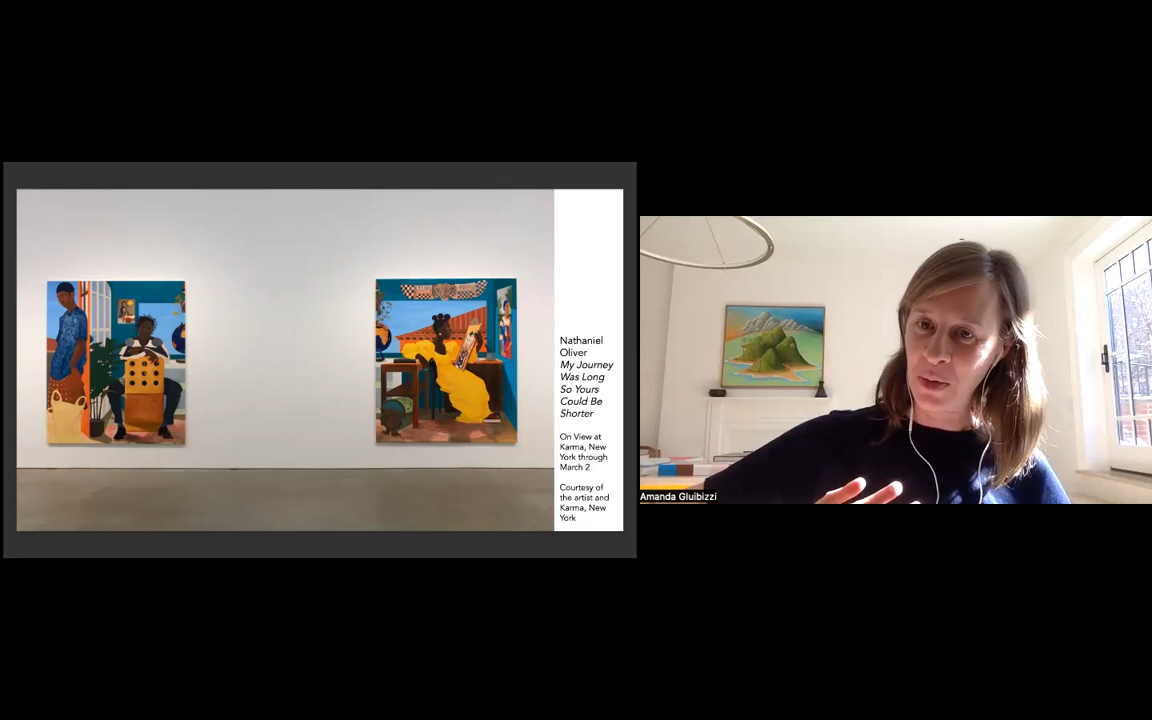 Nathaniel
Oliver
My Journey
Was Long
So Yours
Could Be
Shorter
On View at
Karma, New
York through
March 2
Courtesy of
the artist and
Karma, New
York
Amanda Gluibizzi